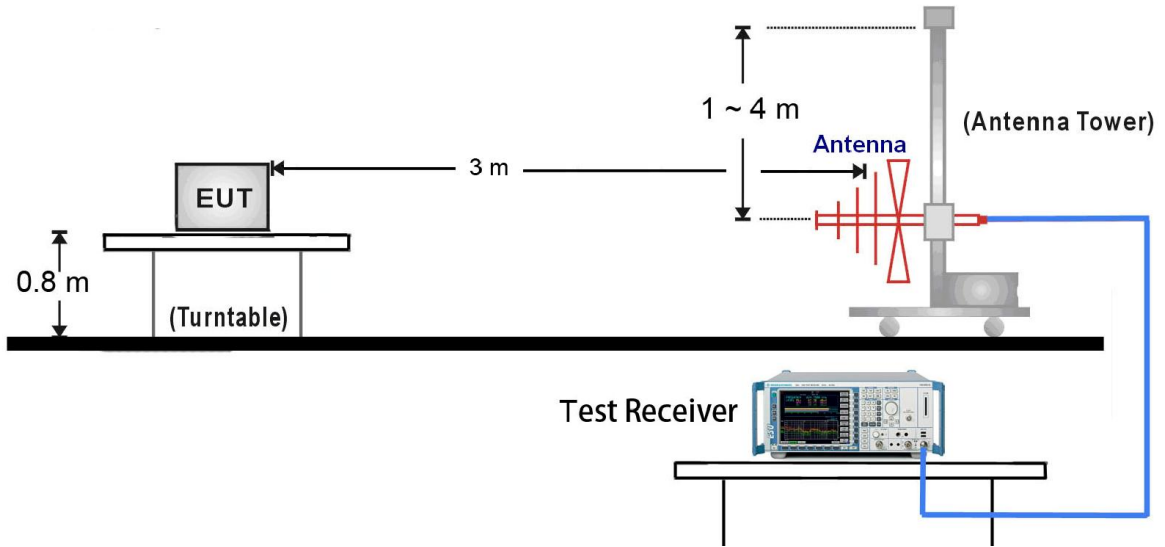 1 ~ 4 m
(Antenna Tower)
Antenna
3 m
EUT
0.8 m
(Turntable)
Test Receiver